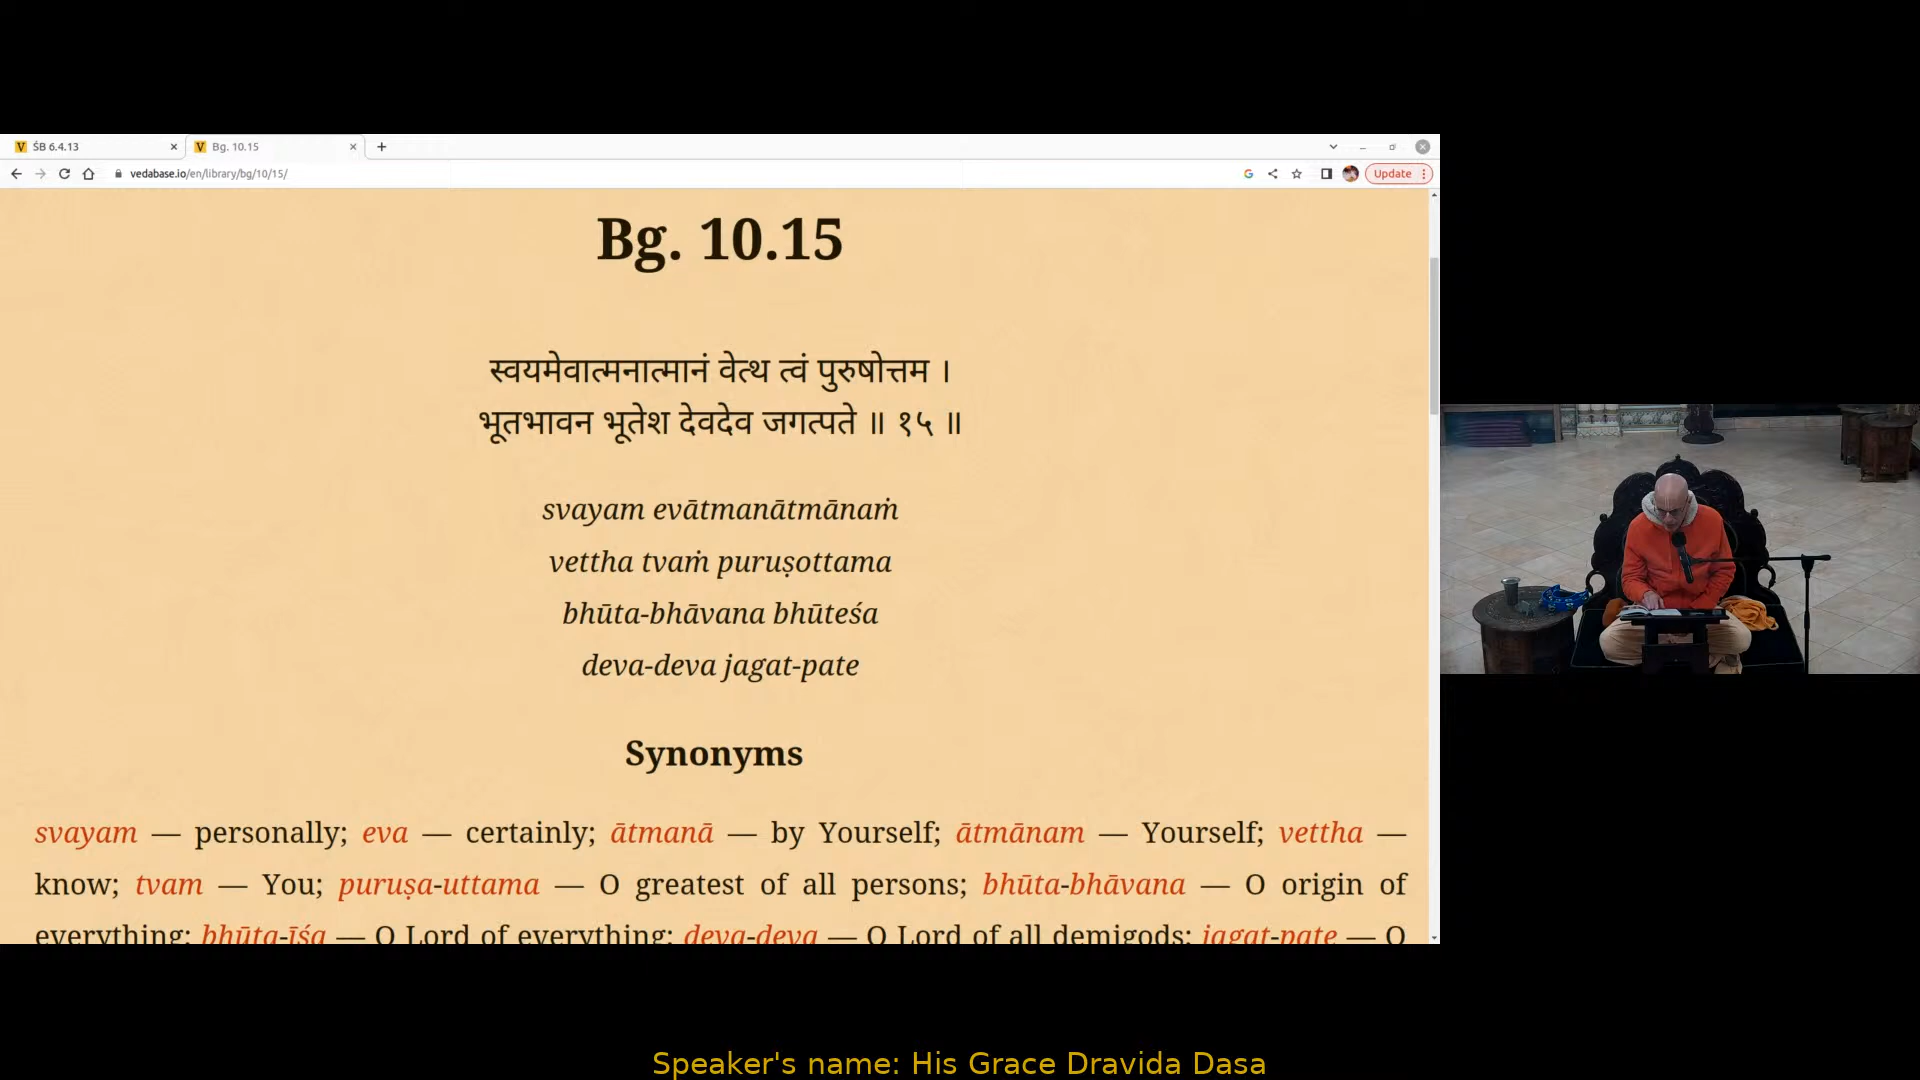 ŚB 6.4.13
Bg. 10.15
vedabase.io/en/library/bg/10/15/
Update
Bg. 10.15
स्वयमेवात्मनात्मानं वेत्थ त्वं पुरुषोत्तम ।
भूतभावन भूतेश देवदेव जगत्पते ॥ १५ ॥
svayam evātmanātmānaṁ
vettha tvaṁ puruṣottama
bhūta-bhāvana bhūteśa
deva-deva jagat-pate
Synonyms
svayam — personally; eva — certainly; ātmanā — by Yourself; ātmānam — Yourself; vettha —
know; tvam — You; puruṣa-uttama — O greatest of all persons; bhūta-bhāvana — O origin of
everything; bhūta-īśa — O Lord of everything; deva-deva — O Lord of all demigods; jagat-pate — O
Speaker's name: His Grace Dravida Dasa